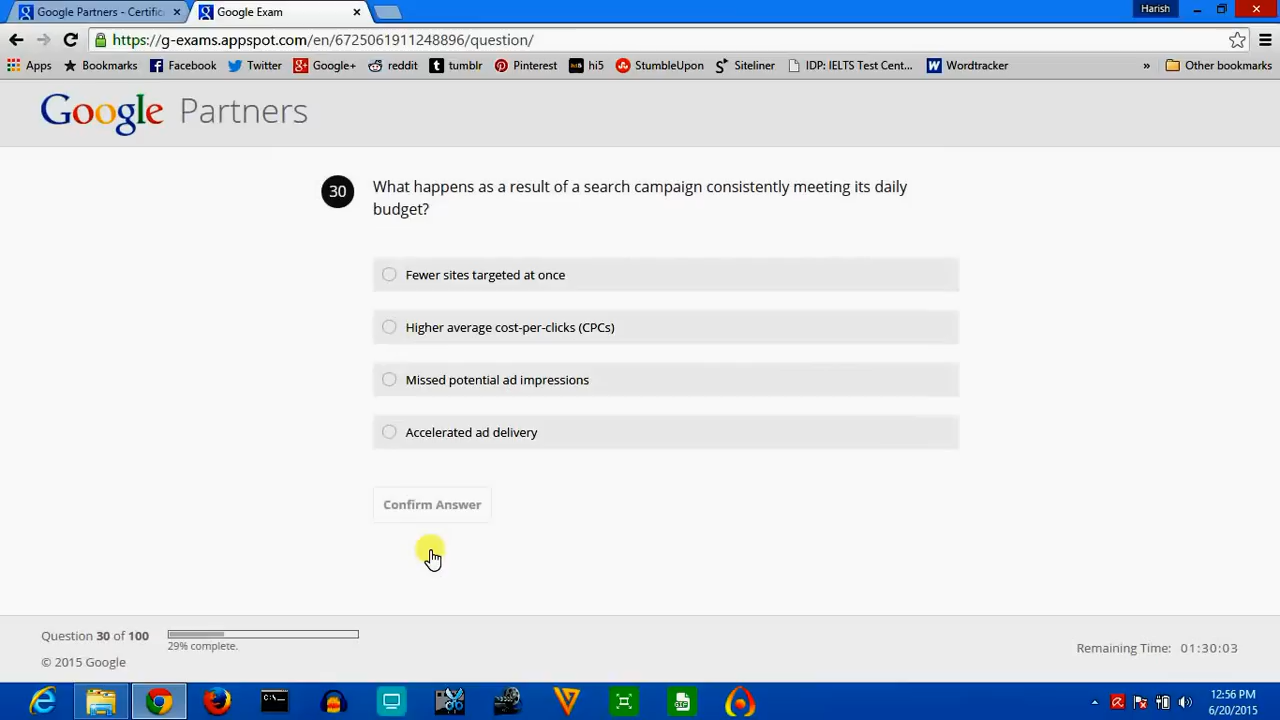 Google Partners - Certific
Google Exam
Harish
https://g-exams.appspot.com/en/6725061911248896/question/
Apps
Bookmarks
Facebook
Twitter
Google+
reddit
tumblr
Pinterest
hi5
StumbleUpon
Siteliner
IDP: IELTS Test Cent...
Wordtracker
»
Other bookmarks
Google Partners
30
What happens as a result of a search campaign consistently meeting its daily
budget?
Fewer sites targeted at once
Higher average cost-per-clicks (CPCs)
Missed potential ad impressions
Accelerated ad delivery
Confirm Answer
Question 30 of 100
29% complete.
Remaining Time: 01:30:03
© 2015 Google
12:56 PM
6/20/2015